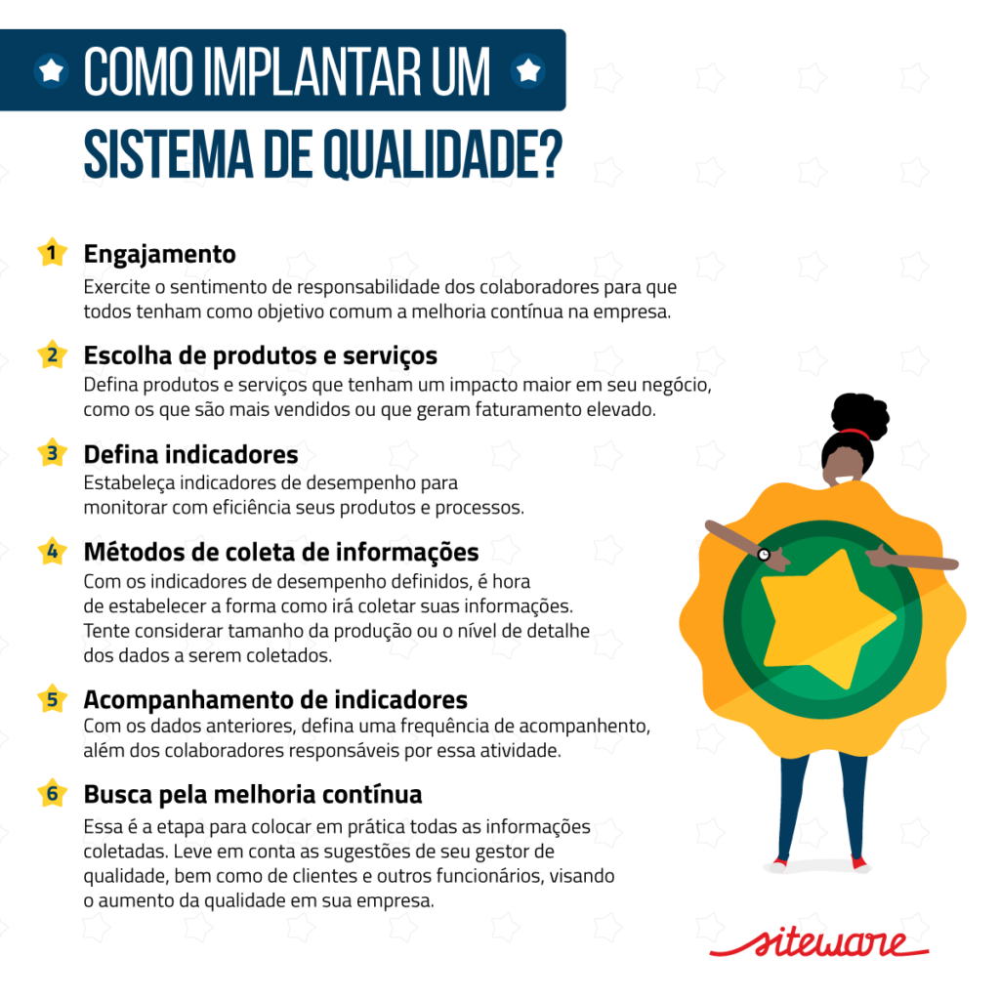 COMO IMPLANTAR UM
SISTEMA DE QUALIDADE?
1 Engajamento
Exercite o sentimento de responsabilidade dos colaboradores para que
todos tenham como objetivo comum a melhoria contínua na empresa.
2 Escolha de produtos e serviços
Defina produtos e serviços que tenham um impacto maior em seu negócio,
como os que são mais vendidos ou que geram faturamento elevado.
3 Defina indicadores
Estabeleça indicadores de desempenho para
monitorar com eficiência seus produtos e processos.
4 Métodos de coleta de informações
Com os indicadores de desempenho definidos, é hora
de estabelecer a forma como irá coletar suas informações.
Tente considerar tamanho da produção ou o nível de detalhe
dos dados a serem coletados.
5 Acompanhamento de indicadores
Com os dados anteriores, defina uma frequência de acompanhento,
além dos colaboradores responsáveis por essa atividade.
6 Busca pela melhoria contínua
Essa é a etapa para colocar em prática todas as informações
coletadas. Leve em conta as sugestões de seu gestor de
qualidade, bem como de clientes e outros funcionários, visando
o aumento da qualidade em sua empresa.
siteware